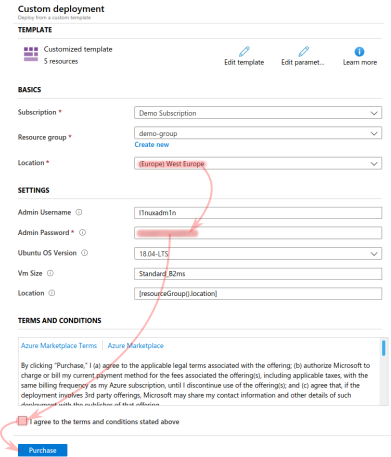 Custom deployment
Deploy from a custom template
TEMPLATE
Customized template
5 resources
Edit template
Edit paramet...
Learn more
BASICS
Subscription *
Demo Subscription
Resource group *
demo-group
Create new
Location *
(Europe) West Europe
SETTINGS
Admin Username
l1nuxadm1n
Admin Password *
Ubuntu OS Version
18.04-LTS
Vm Size
Standard_B2ms
Location
[resourceGroup().location]
TERMS AND CONDITIONS
Azure Marketplace Terms | Azure Marketplace
By clicking "Purchase," I (a) agree to the applicable legal terms associated with the offering; (b) authorize Microsoft to
charge or bill my current payment method for the fees associated the offering(s), including applicable taxes, with the
same billing frequency as my Azure subscription, until I discontinue use of the offering(s); and (c) agree that, if the
deployment involves 3rd party offerings, Microsoft may share my contact information and other details of such
deployment with the publisher of that offering.
I agree to the terms and conditions stated above
Purchase